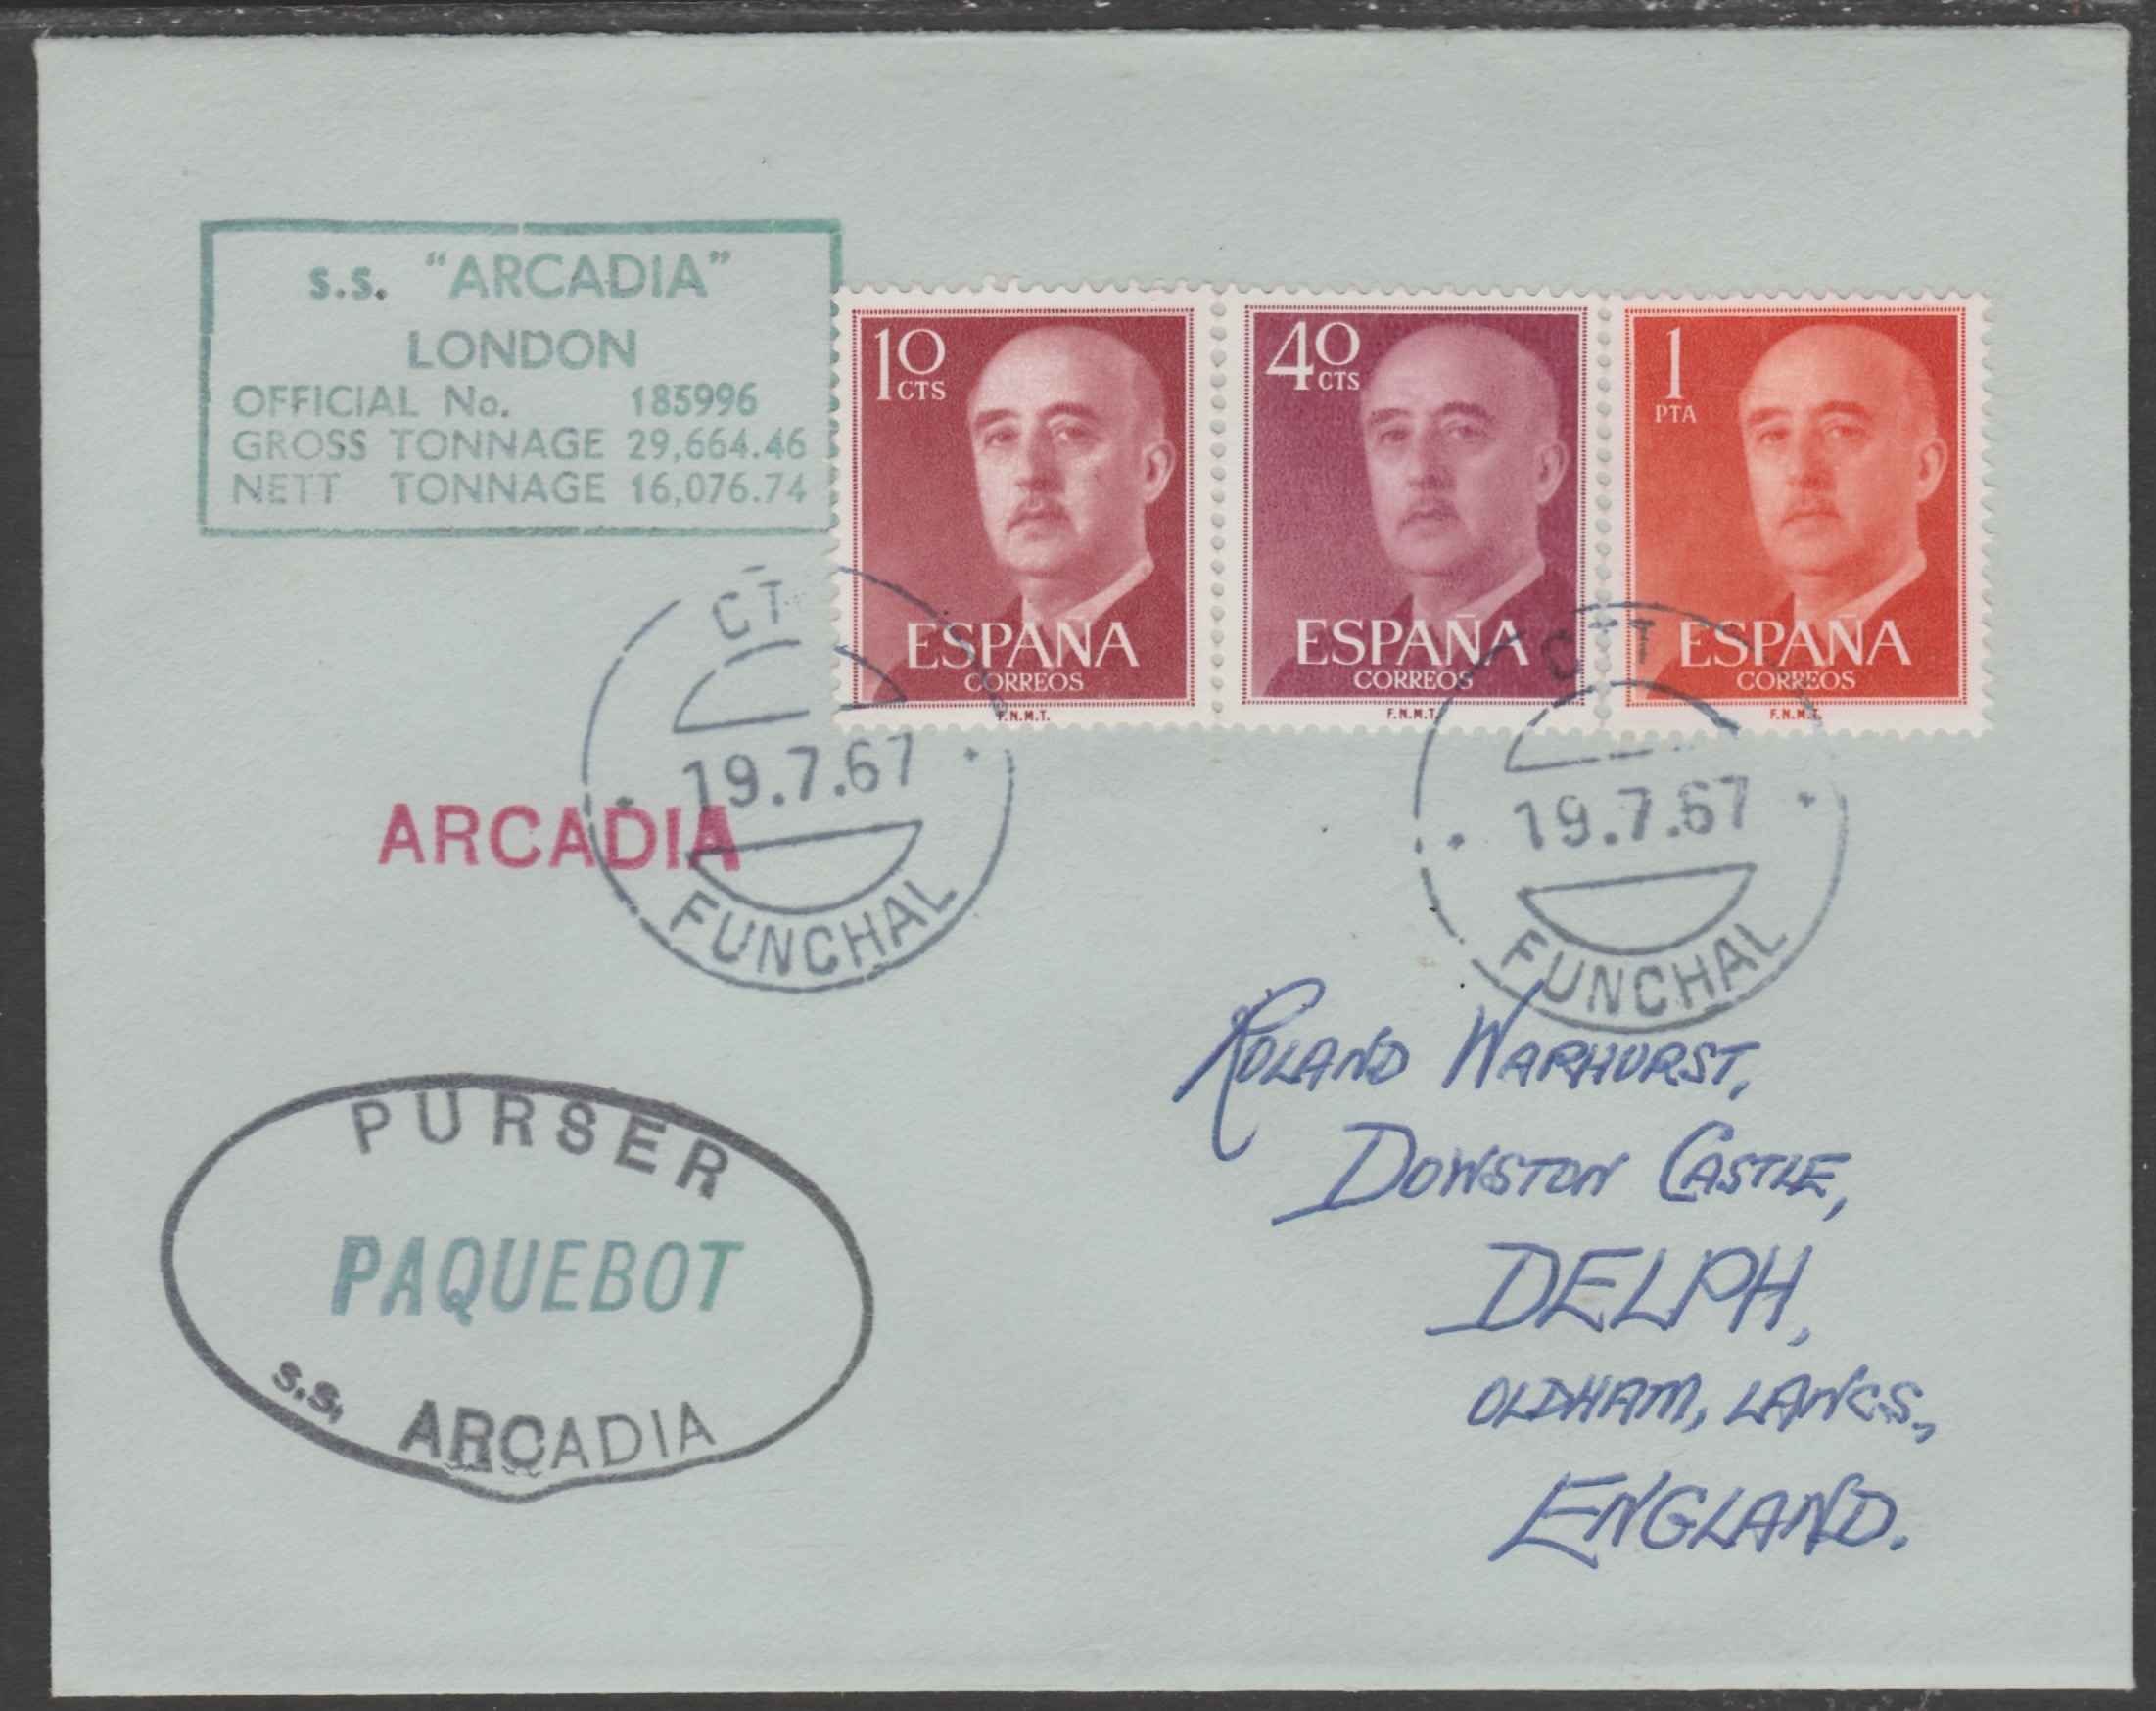 S.S. "ARCADIA"
LONDON
OFFICIAL No. 185996
GROSS TONNAGE 29,664.46
NETT TONNAGE 16,076.74
10
CTS
ESPAÑA
CORREOS
F.N.M.T.
40
CTS
ESPAÑA
CORREOS
F.N.M.T.
1
PTA
ESPAÑA
CORREOS
F.N.M.T.
CT
19.7.67
FUNCHAL
CTT
19.7.67
FUNCHAL
ARCADIA
PURSER
PAQUEBOT
S.S. ARCADIA
ROLAND WARHURST,
DOWSTON CASTLE,
DELPH,
OLDHAM, LANCS.,
ENGLAND.